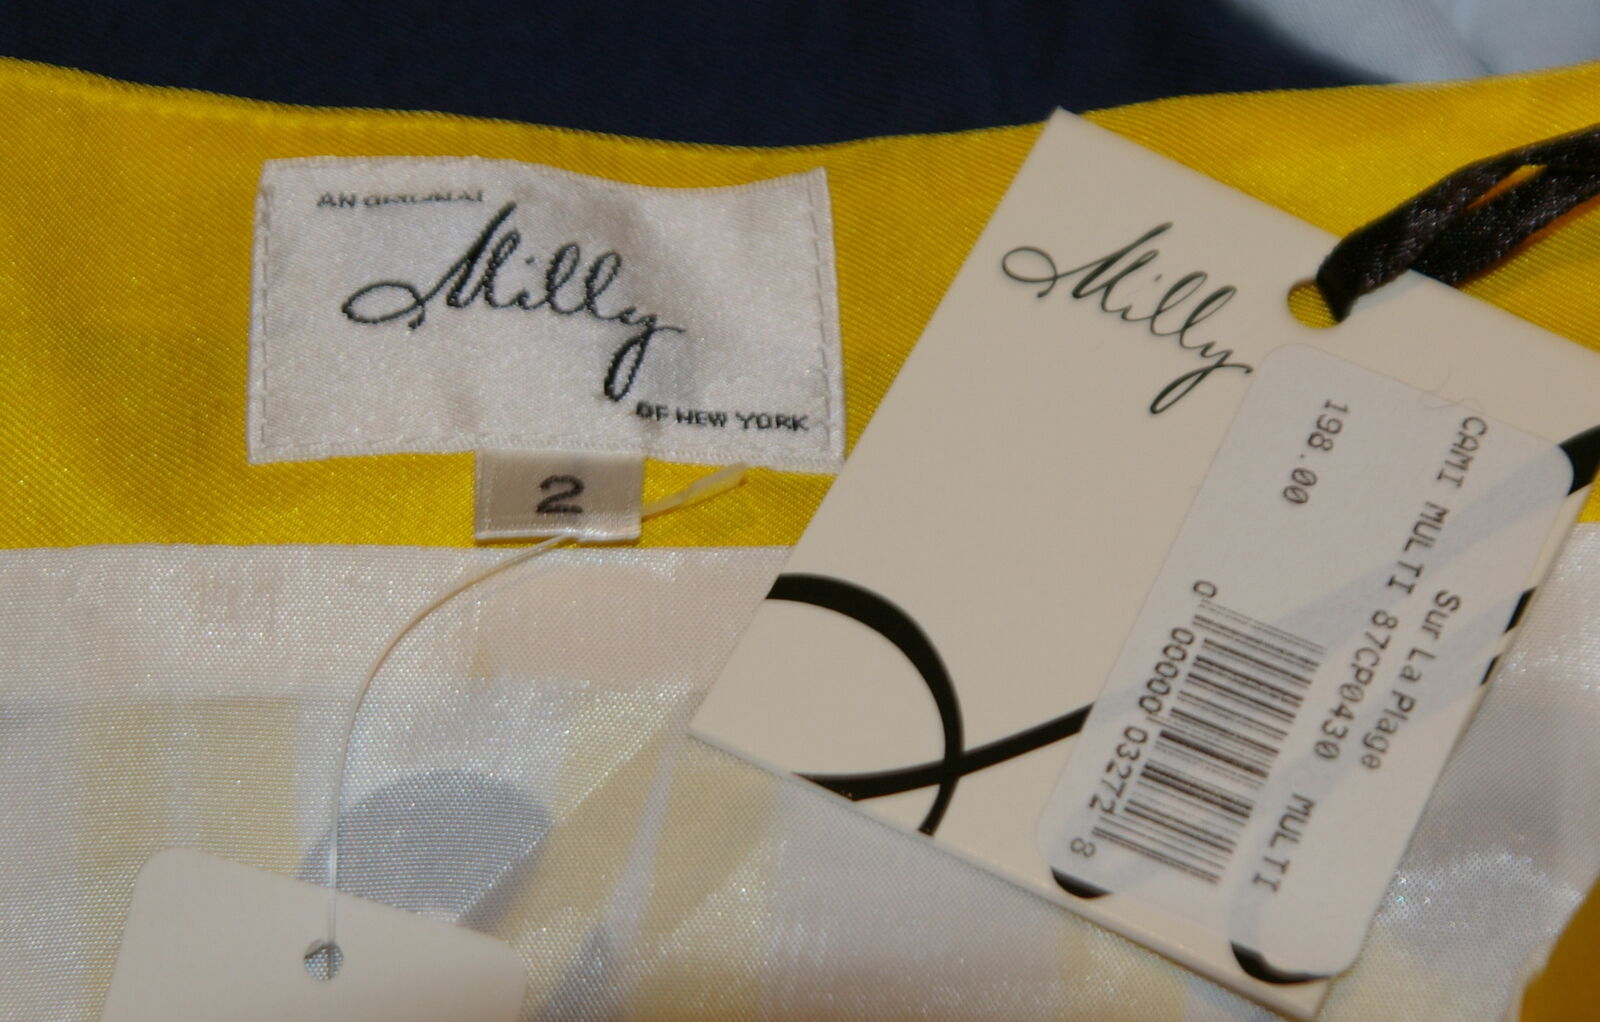 AN ORIGINAL
Milly
OF NEW YORK
2
Milly
Sur La Plage
CAMI MULTI 87CP0430 MULTI
198.00
0 00000 03272 8